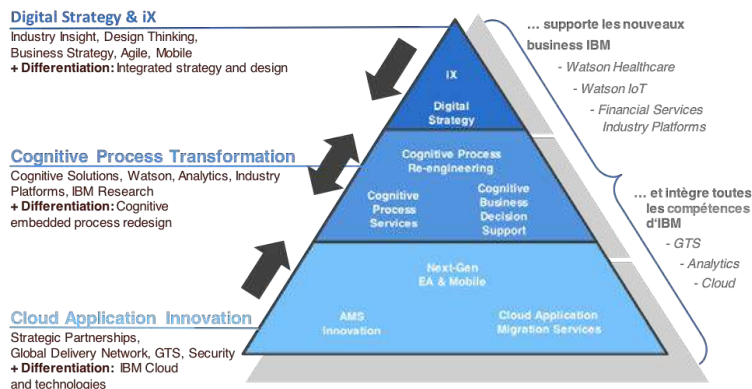 Digital Strategy & iX
Industry Insight, Design Thinking,
Business Strategy, Agile, Mobile
+ Differentiation: Integrated strategy and design
Cognitive Process Transformation
Cognitive Solutions, Watson, Analytics, Industry
Platforms, IBM Research
+ Differentiation: Cognitive
embedded process redesign
Cloud Application Innovation
Strategic Partnerships,
Global Delivery Network, GTS, Security
+ Differentiation: IBM Cloud
and technologies
iX
Digital
Strategy
Cognitive Process
Re-engineering
Cognitive
Process
Services
Cognitive
Business
Decision
Support
Next-Gen
EA & Mobile
AMS
Innovation
Cloud Application
Migration Services
... supporte les nouveaux
business IBM
- Watson Healthcare
- Watson IoT
- Financial Services
Industry Platforms
... et intègre toutes
les compétences
d'IBM
- GTS
- Analytics
- Cloud